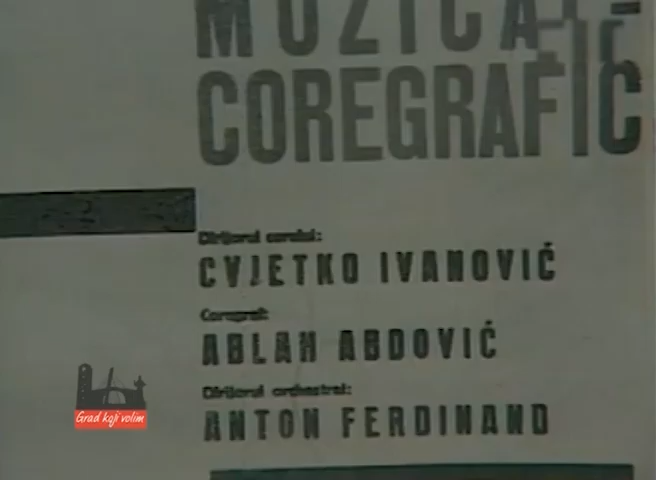 MUZICAL
COREGRAFIC
Dirijorul corului:
CVJETKO IVANOVIĆ
Coregraf:
ABLAH ABDOVIĆ
Dirijorul orchestrei:
ANTON FERDINAND
Grad koji volim